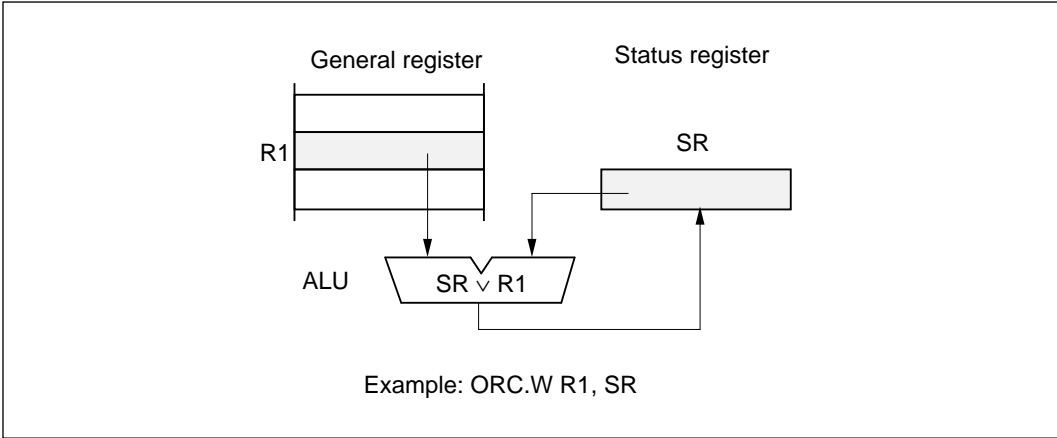 General register
Status register
R1
SR
ALU
SR ∨ R1
Example: ORC.W R1, SR